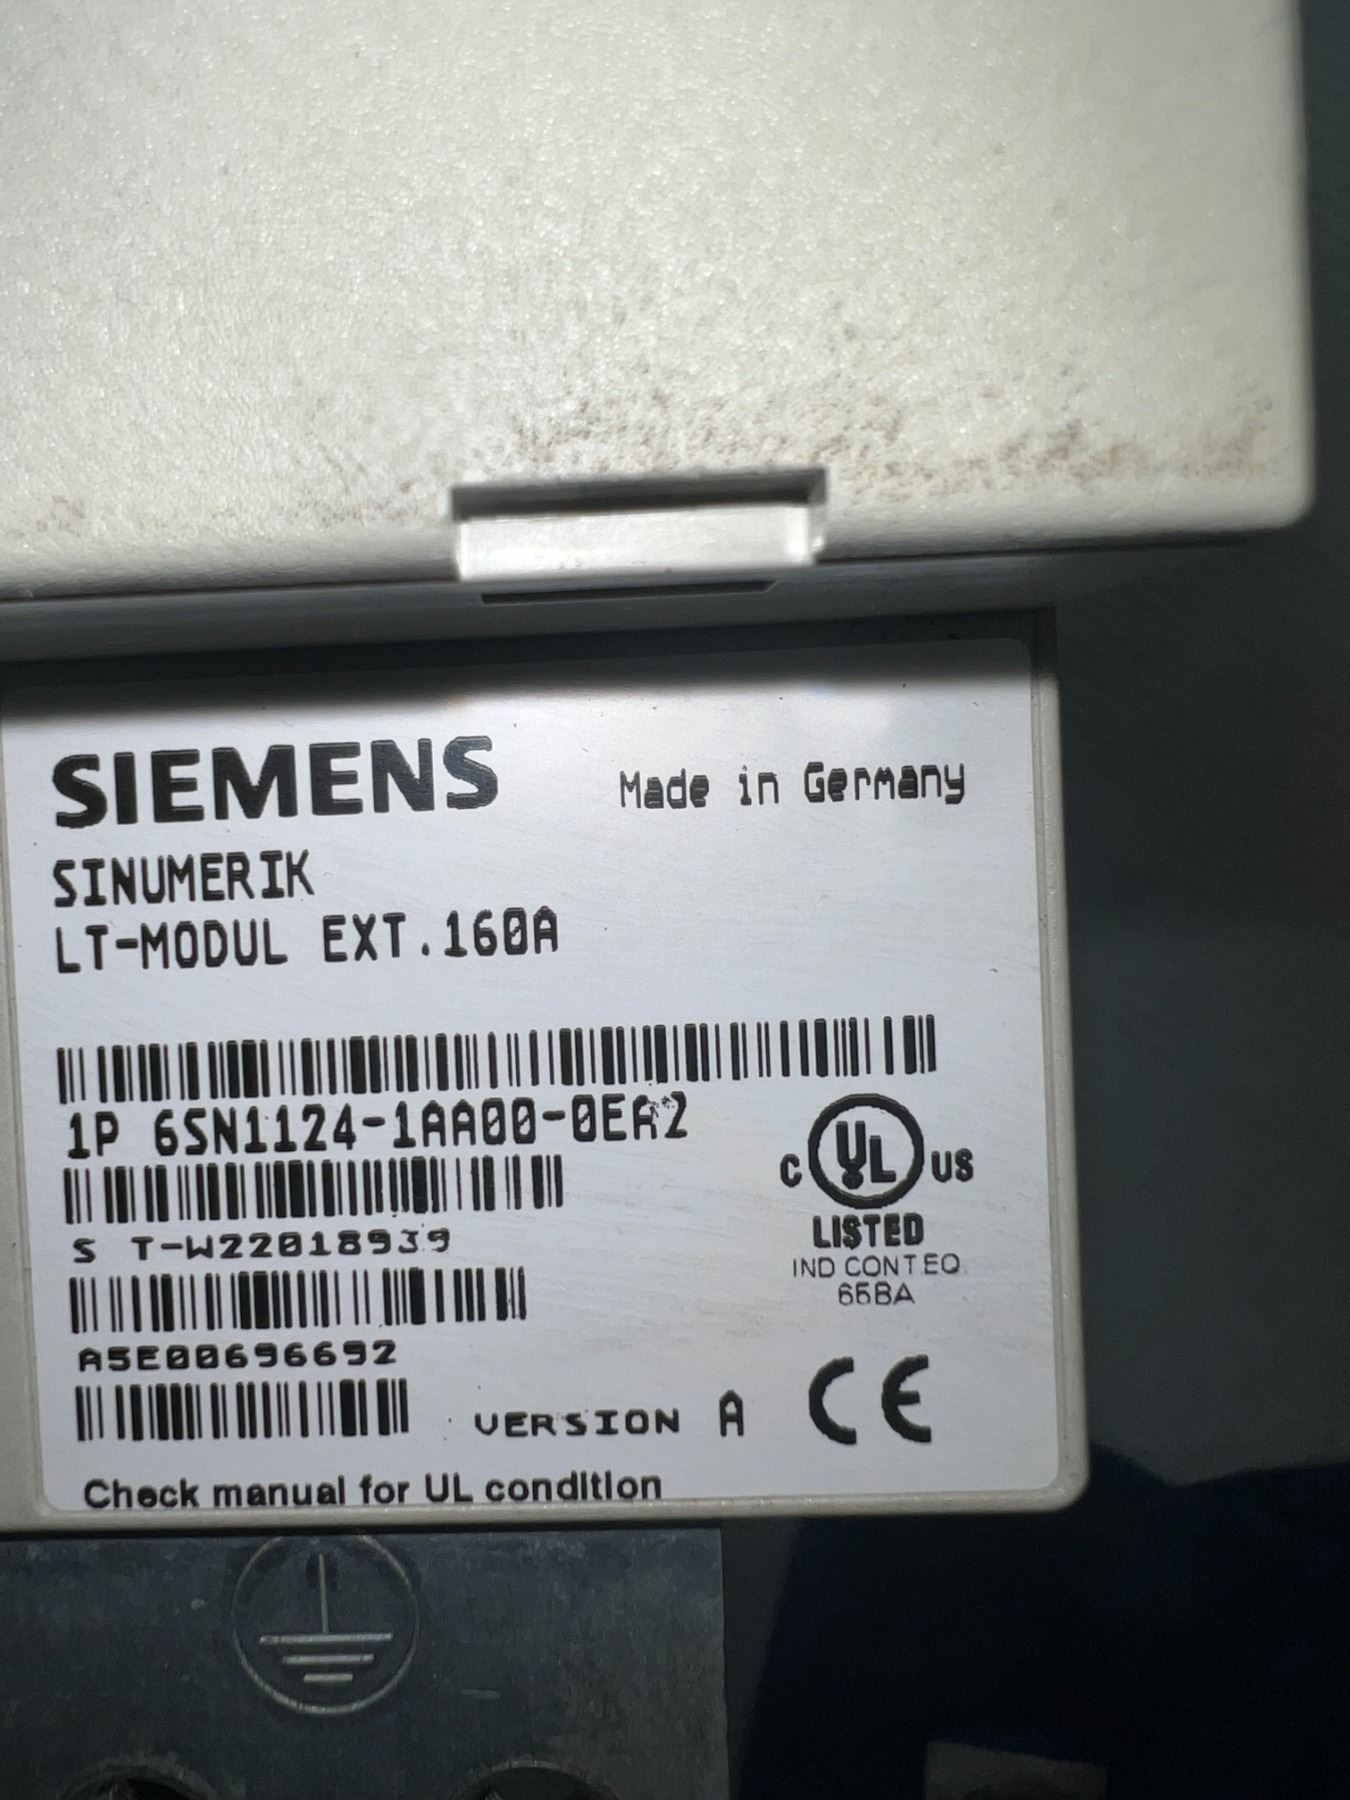 SIEMENS
Made in Germany
SINUMERIK
LT-MODUL EXT.160A
1P 6SN1124-1AA00-0EA2
S T-W22018939
C UL US
LISTED
IND CONT EQ.
65BA
A5E00696692
VERSION A
CE
Check manual for UL condition